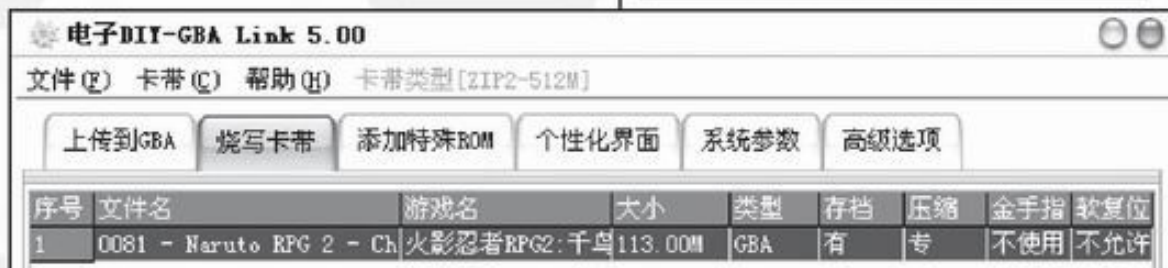 电子DIY-GBA Link 5.00
文件(F) 卡带(C) 帮助(H) 卡带类型[ZIP2-512M]
上传到GBA 烧写卡带 添加特殊ROM 个性化界面 系统参数 高级选项
序号 文件名 游戏名 大小 类型 存档 压缩 金手指 软复位
1 0081 - Naruto RPG 2 - Ch 火影忍者RPG2:千鸟 113.00M GBA 有 专 不使用 不允许